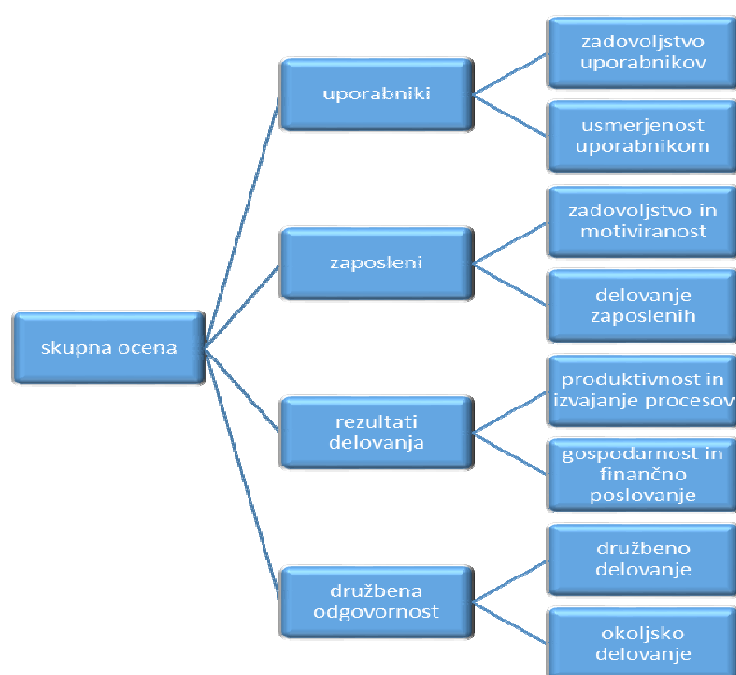 zadovoljstvo
uporabnikov
uporabniki
usmerjenost
uporabnikom
zadovoljstvo in
motiviranost
zaposleni
delovanje
zaposlenih
skupna ocena
produktivnost in
izvajanje procesov
rezultati
delovanja
gospodarnost in
finančno
poslovanje
družbeno
delovanje
družbena
odgovornost
okoljsko
delovanje